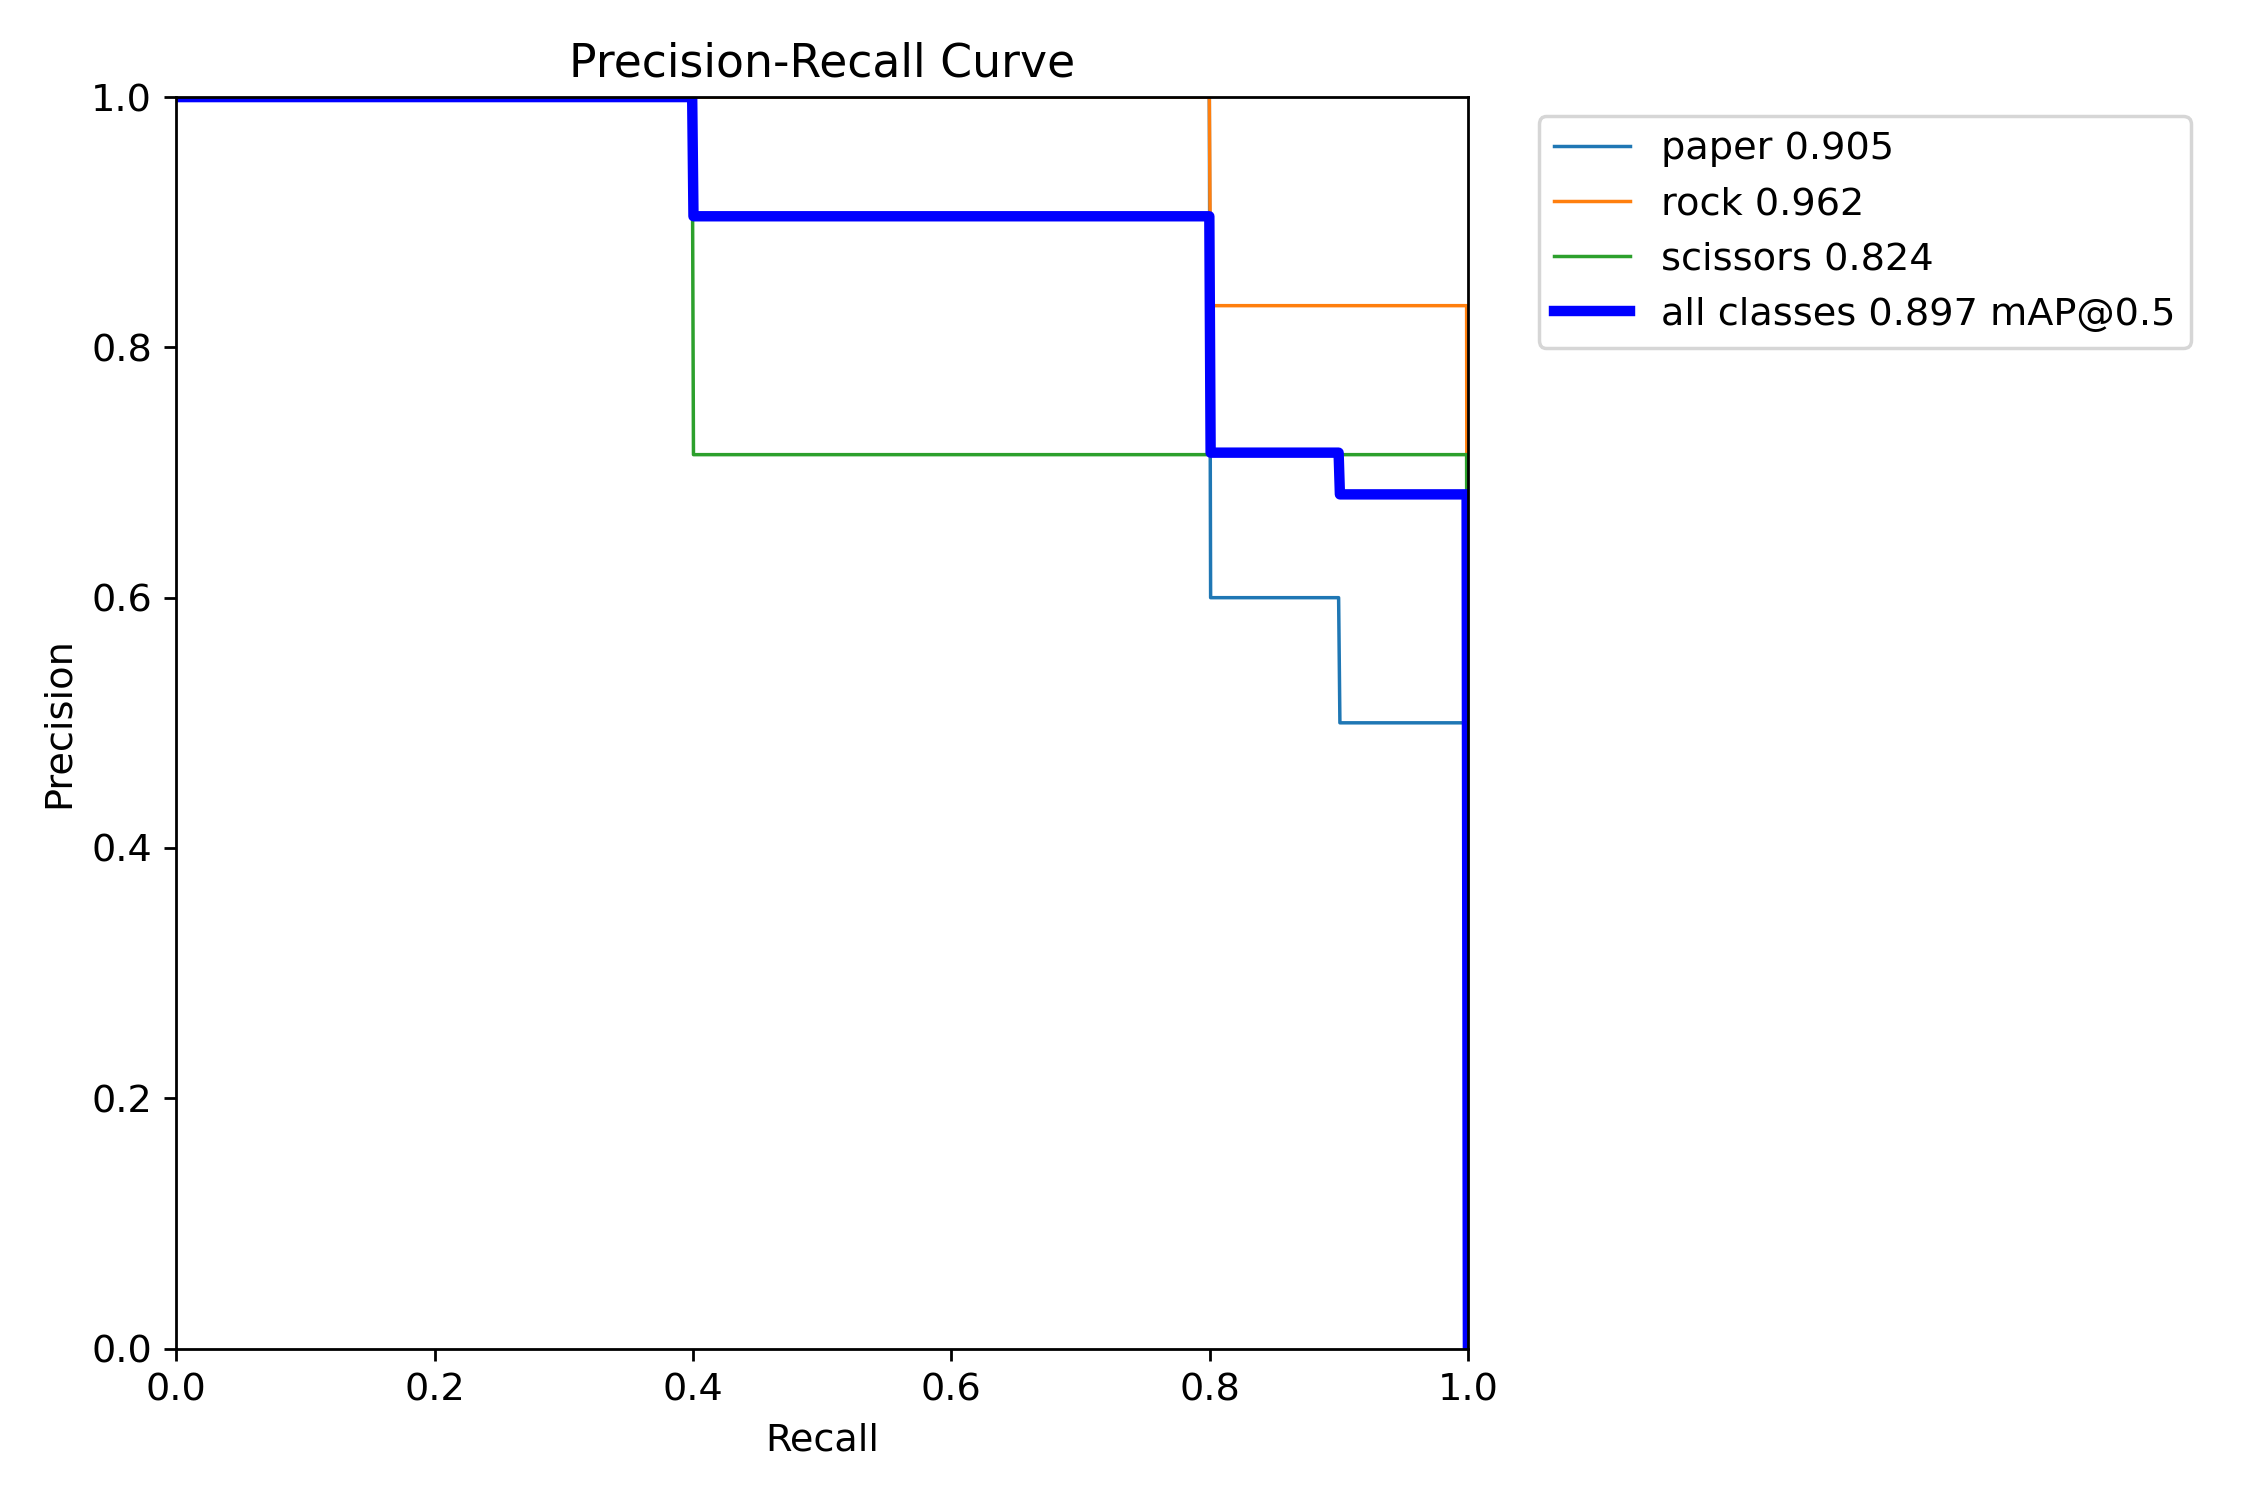 Precision-Recall Curve
1.0
0.8
0.6
0.4
0.2
0.0
Precision
0.0 0.2 0.4 0.6 0.8 1.0
Recall
paper 0.905
rock 0.962
scissors 0.824
all classes 0.897 mAP@0.5